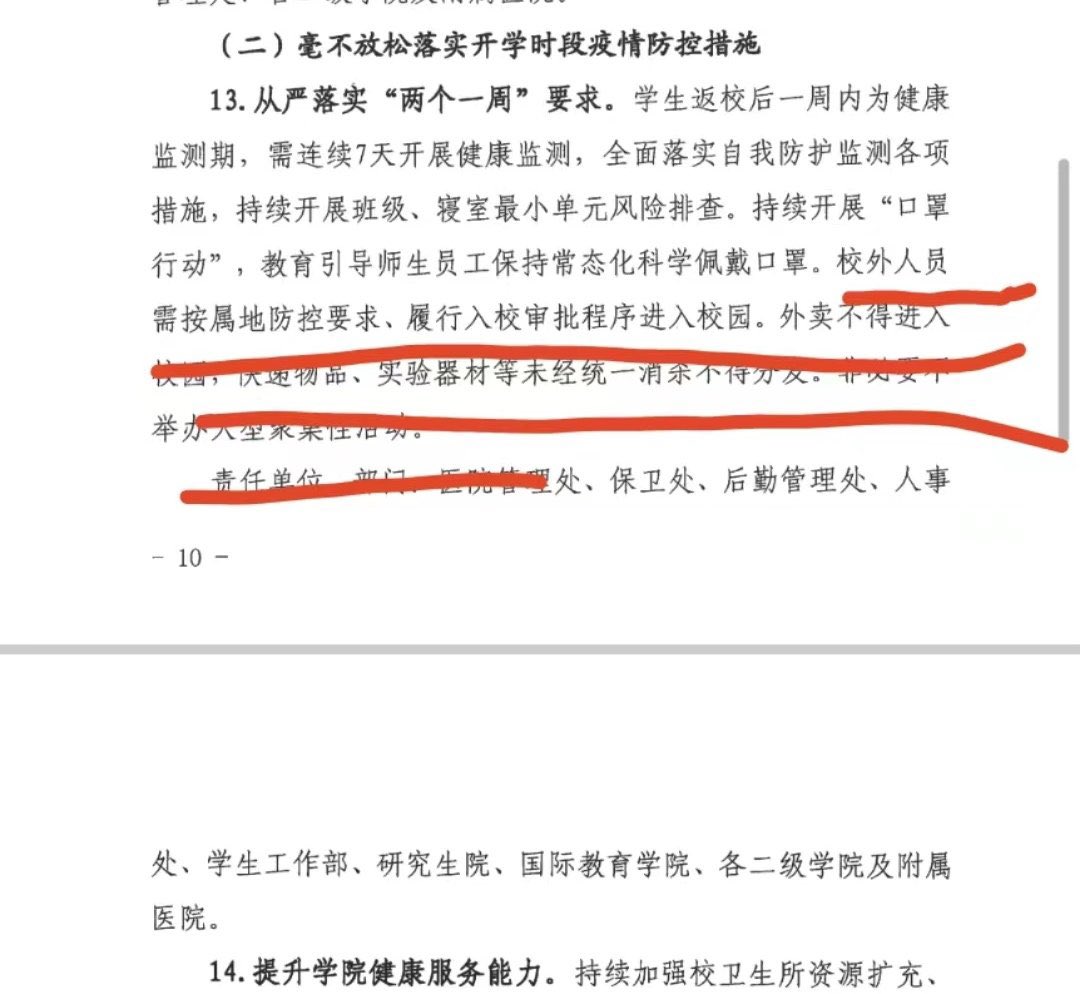 （二）毫不放松落实开学时段疫情防控措施
13.从严落实“两个一周”要求。学生返校后一周内为健康
监测期，需连续7天开展健康监测，全面落实自我防护监测各项
措施，持续开展班级、寝室最小单元风险排查。持续开展“口罩
行动”，教育引导师生员工保持常态化科学佩戴口罩。校外人员
需按属地防控要求、履行入校审批程序进入校园。外卖不得进入
校园，快递物品、实验器材等未经统一消杀不得分发。非必要不
举办大型聚集性活动。
责任单位、部门：医院管理处、保卫处、后勤管理处、人事
- 10 -
处、学生工作部、研究生院、国际教育学院、各二级学院及附属
医院。
14.提升学院健康服务能力。持续加强校卫生所资源扩充、